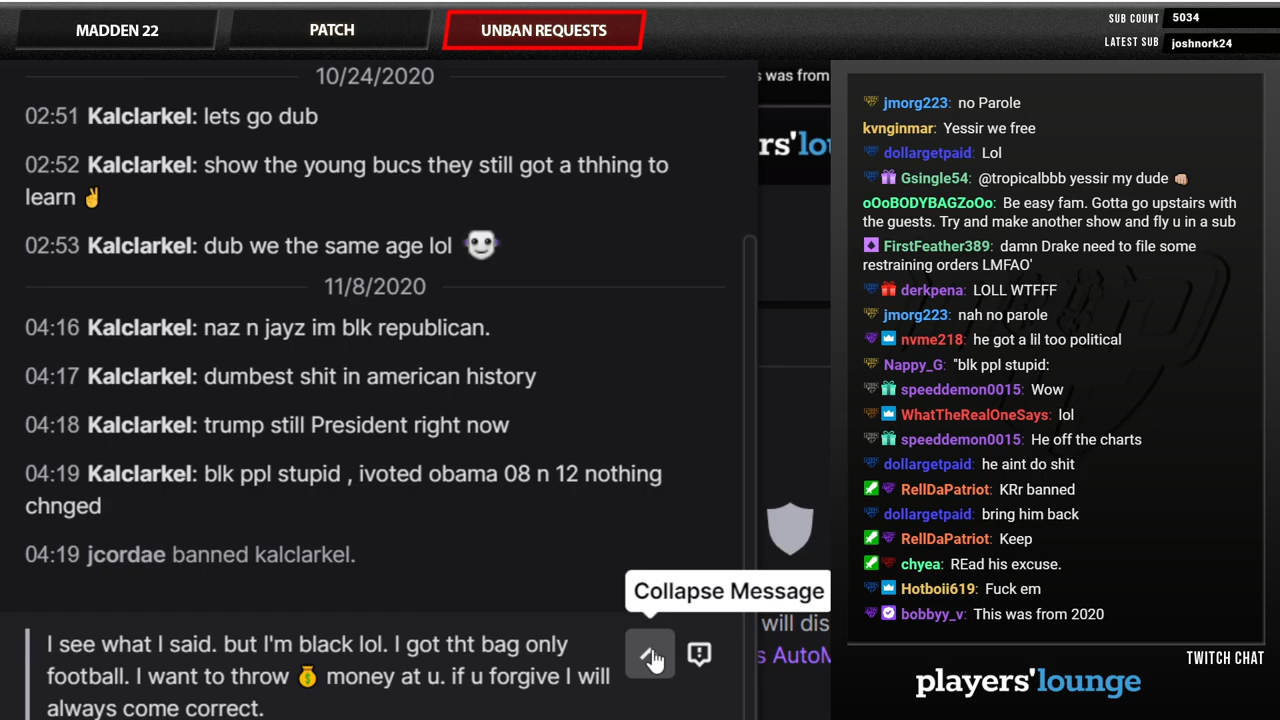 MADDEN 22
PATCH
UNBAN REQUESTS
SUB COUNT 5034
LATEST SUB joshnork24
10/24/2020
02:51 Kalclarkel: lets go dub
02:52 Kalclarkel: show the young bucs they still got a thhing to
learn ✌️
02:53 Kalclarkel: dub we the same age lol
11/8/2020
04:16 Kalclarkel: naz n jayz im blk republican.
04:17 Kalclarkel: dumbest shit in american history
04:18 Kalclarkel: trump still President right now
04:19 Kalclarkel: blk ppl stupid , ivoted obama 08 n 12 nothing
chnged
04:19 jcordae banned kalclarkel.
Collapse Message
I see what I said. but I'm black lol. I got tht bag only
football. I want to throw 💰 money at u. if u forgive I will
always come correct.
s was from
rs'lou
will dis
s AutoM
jmorg223: no Parole
kvnginmar: Yessir we free
dollargetpaid: Lol
Gsingle54: @tropicalbbb yessir my dude 👊🏼
oOoBODYBAGZoOo: Be easy fam. Gotta go upstairs with
the guests. Try and make another show and fly u in a sub
FirstFeather389: damn Drake need to file some
restraining orders LMFAO'
derkpena: LOLL WTFFF
jmorg223: nah no parole
nvme218: he got a lil too political
Nappy_G: "blk ppl stupid:
speeddemon0015: Wow
WhatTheRealOneSays: lol
speeddemon0015: He off the charts
dollargetpaid: he aint do shit
RellDaPatriot: KRr banned
dollargetpaid: bring him back
RellDaPatriot: Keep
chyea: REad his excuse.
Hotboii619: Fuck em
bobbyy_v: This was from 2020
TWITCH CHAT
players'lounge